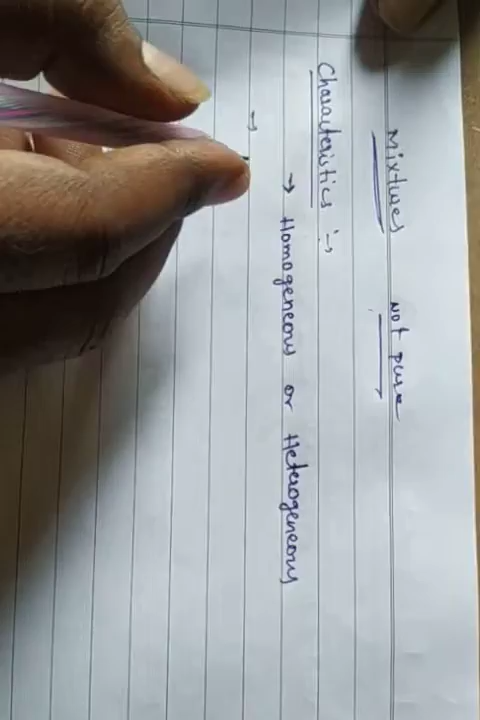 Mixtures Not pure
Characteristics :→
→ Homogeneous or Heterogeneous
→